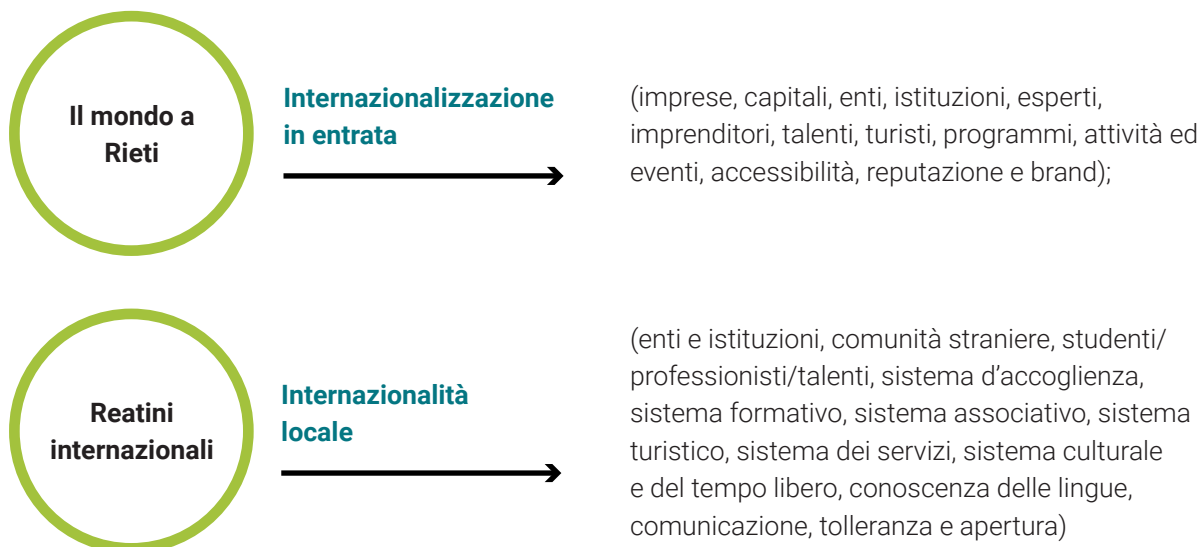 Il mondo a
Rieti
Internazionalizzazione
in entrata
(imprese, capitali, enti, istituzioni, esperti,
imprenditori, talenti, turisti, programmi, attività ed
eventi, accessibilità, reputazione e brand);
Reatini
internazionali
Internazionalità
locale
(enti e istituzioni, comunità straniere, studenti/
professionisti/talenti, sistema d’accoglienza,
sistema formativo, sistema associativo, sistema
turistico, sistema dei servizi, sistema culturale
e del tempo libero, conoscenza delle lingue,
comunicazione, tolleranza e apertura)